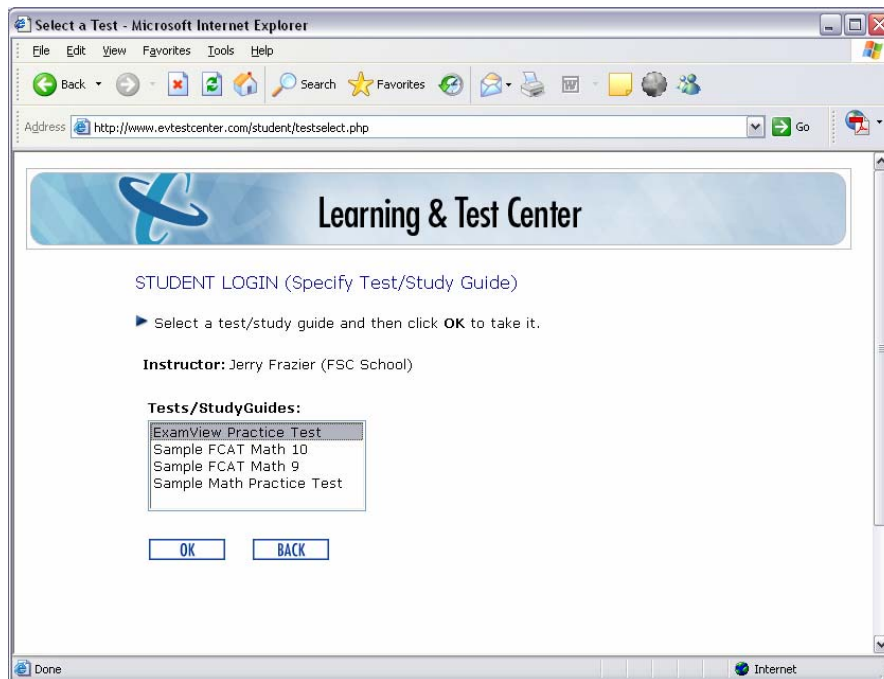 Select a Test - Microsoft Internet Explorer
File Edit View Favorites Tools Help
Back Search Favorites
Address http://www.evtestcenter.com/student/testselect.php Go
Learning & Test Center
STUDENT LOGIN (Specify Test/Study Guide)
Select a test/study guide and then click OK to take it.
Instructor: Jerry Frazier (FSC School)
Tests/StudyGuides:
ExamView Practice Test
Sample FCAT Math 10
Sample FCAT Math 9
Sample Math Practice Test
OK BACK
Done Internet